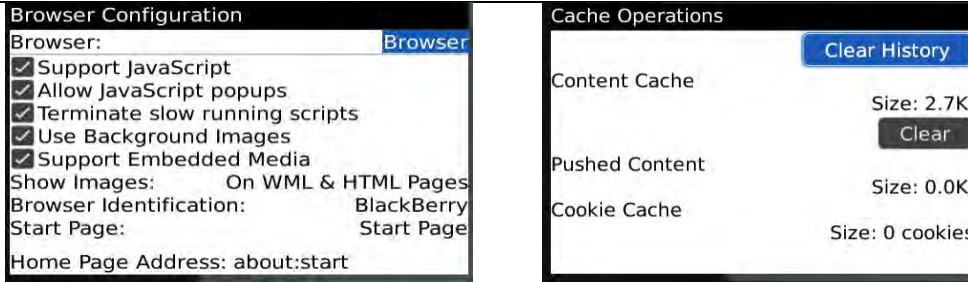 Browser Configuration
Browser: Browser
Support JavaScript
Allow JavaScript popups
Terminate slow running scripts
Use Background Images
Support Embedded Media
Show Images: On WML & HTML Pages
Browser Identification: BlackBerry
Start Page: Start Page
Home Page Address: about:start
Cache Operations
Clear History
Content Cache
Size: 2.7K
Clear
Pushed Content
Size: 0.0K
Cookie Cache
Size: 0 cookies